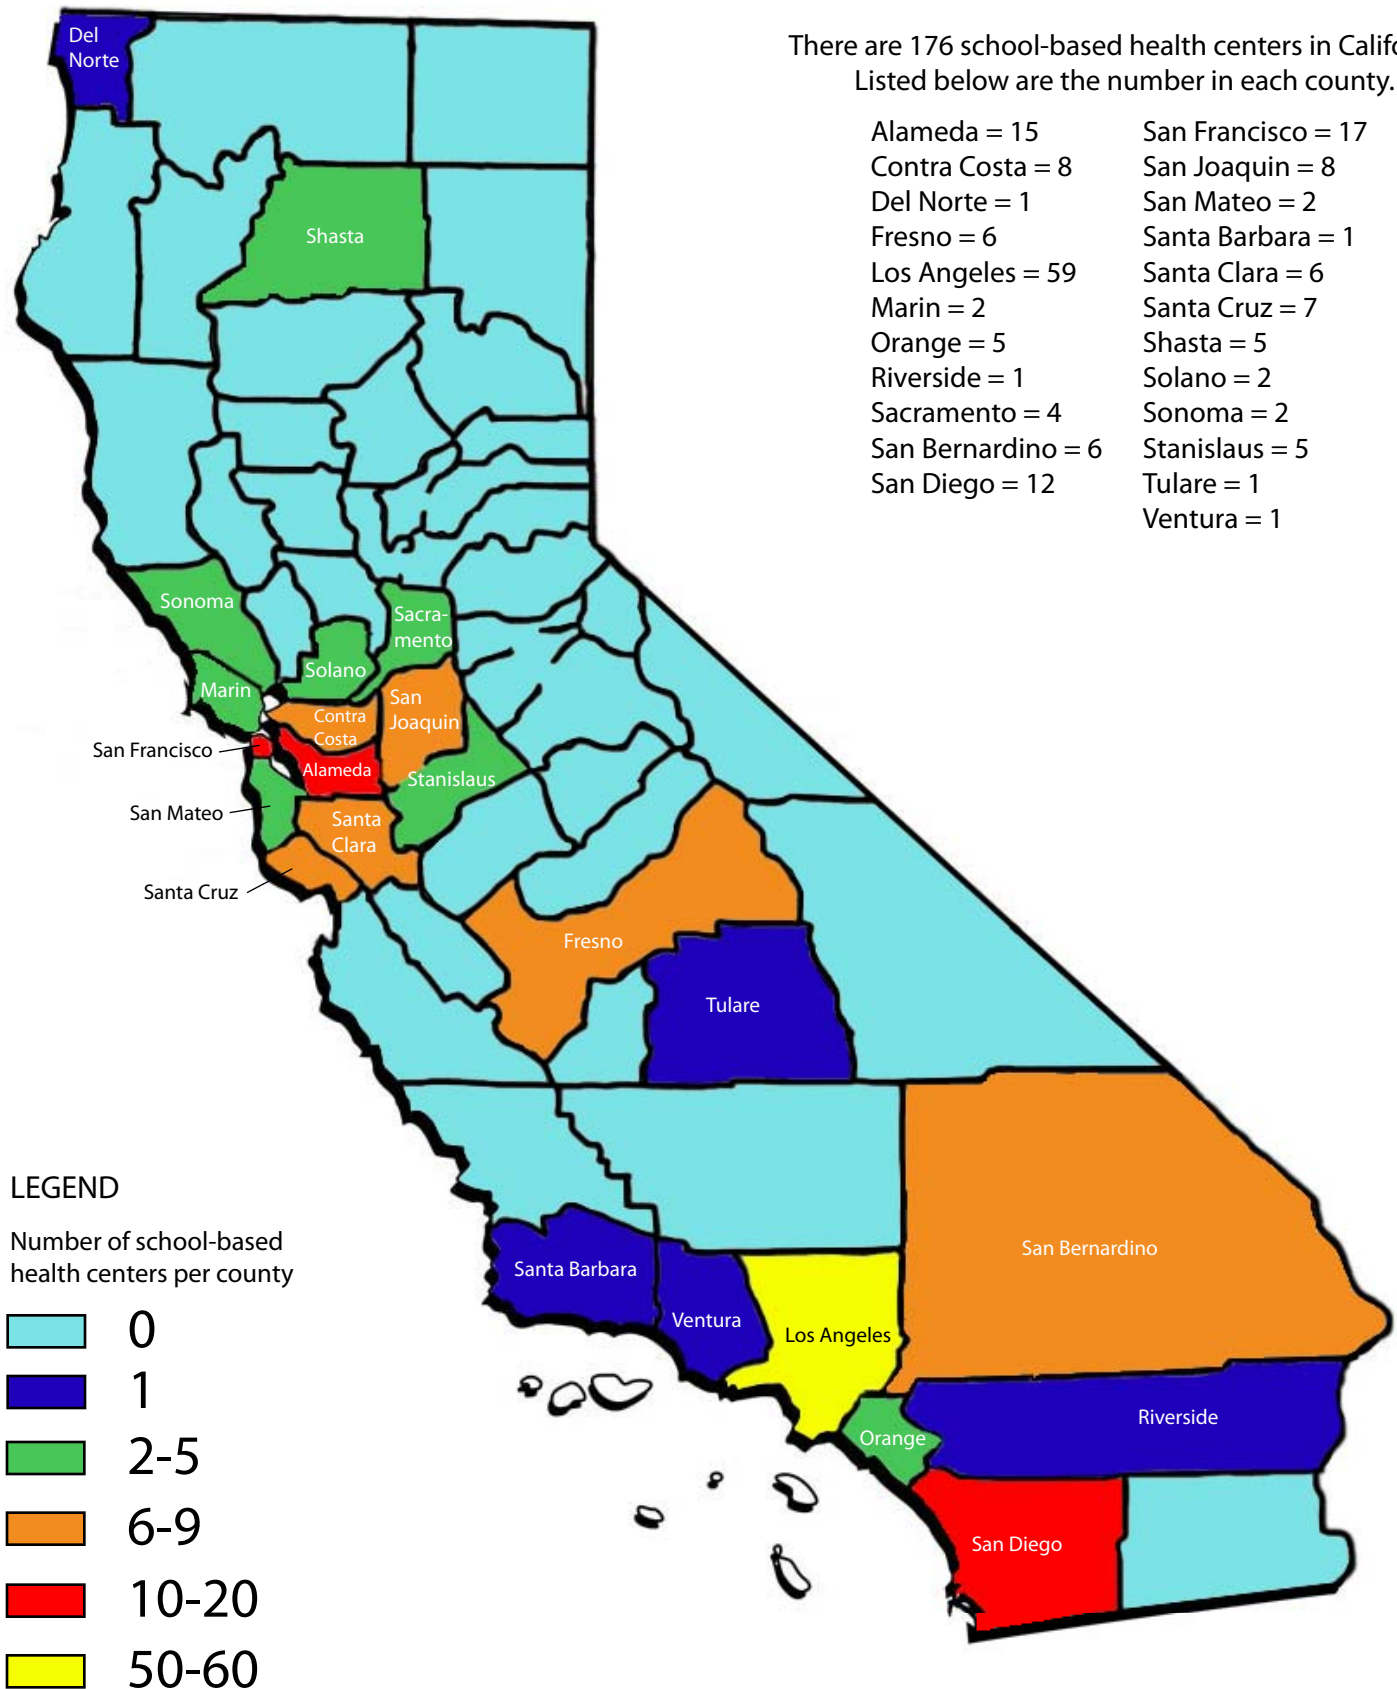 There are 176 school-based health centers in Califo
Listed below are the number in each county.
Alameda = 15
Contra Costa = 8
Del Norte = 1
Fresno = 6
Los Angeles = 59
Marin = 2
Orange = 5
Riverside = 1
Sacramento = 4
San Bernardino = 6
San Diego = 12
San Francisco = 17
San Joaquin = 8
San Mateo = 2
Santa Barbara = 1
Santa Clara = 6
Santa Cruz = 7
Shasta = 5
Solano = 2
Sonoma = 2
Stanislaus = 5
Tulare = 1
Ventura = 1
Del
Norte
Shasta
Sonoma
Sacra-
mento
Solano
Marin
San
Joaquin
Contra
Costa
San Francisco
Alameda
Stanislaus
San Mateo
Santa
Clara
Santa Cruz
Fresno
Tulare
San Bernardino
Santa Barbara
Ventura
Los Angeles
Riverside
Orange
San Diego
LEGEND
Number of school-based
health centers per county
0
1
2-5
6-9
10-20
50-60